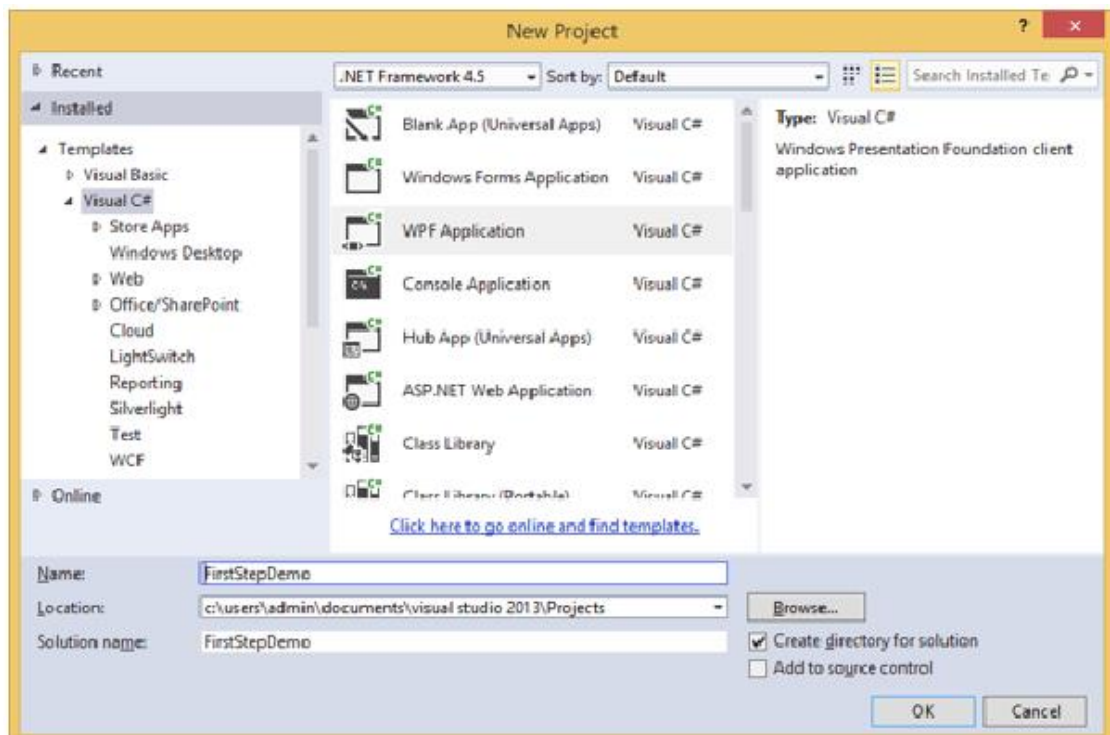 New Project
?
Recent
.NET Framework 4.5
Sort by: Default
Search Installed Te
Installed
Templates
Visual Basic
Visual C#
Store Apps
Windows Desktop
Web
Office/SharePoint
Cloud
LightSwitch
Reporting
Silverlight
Test
WCF
Online
Blank App (Universal Apps) Visual C#
Windows Forms Application Visual C#
WPF Application Visual C#
Console Application Visual C#
Hub App (Universal Apps) Visual C#
ASP.NET Web Application Visual C#
Class Library Visual C#
Class Library (Portable) Visual C#
Click here to go online and find templates.
Type: Visual C#
Windows Presentation Foundation client
application
Name: FirstStepDemo
Location: c:\users\admin\documents\visual studio 2013\Projects
Browse...
Solution name: FirstStepDemo
Create directory for solution
Add to source control
OK
Cancel